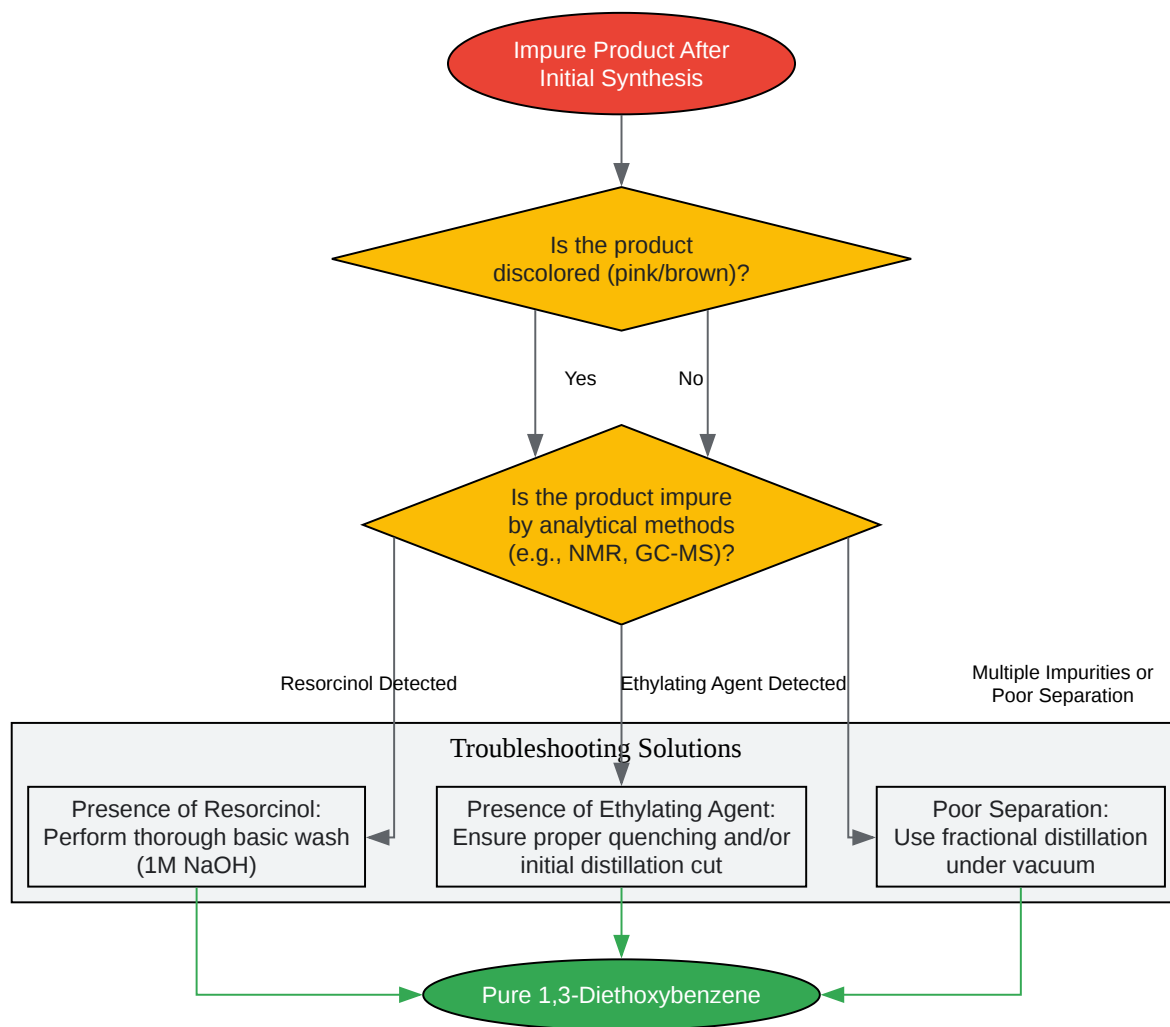 Impure Product After
Initial Synthesis
Is the product
discolored (pink/brown)?
Yes
No
Is the product impure
by analytical methods
(e.g., NMR, GC-MS)?
Resorcinol Detected
Ethylating Agent Detected
Multiple Impurities or
Poor Separation
Troubleshooting Solutions
Presence of Resorcinol:
Perform thorough basic wash
(1M NaOH)
Presence of Ethylating Agent:
Ensure proper quenching and/or
initial distillation cut
Poor Separation:
Use fractional distillation
under vacuum
Pure 1,3-Diethoxybenzene